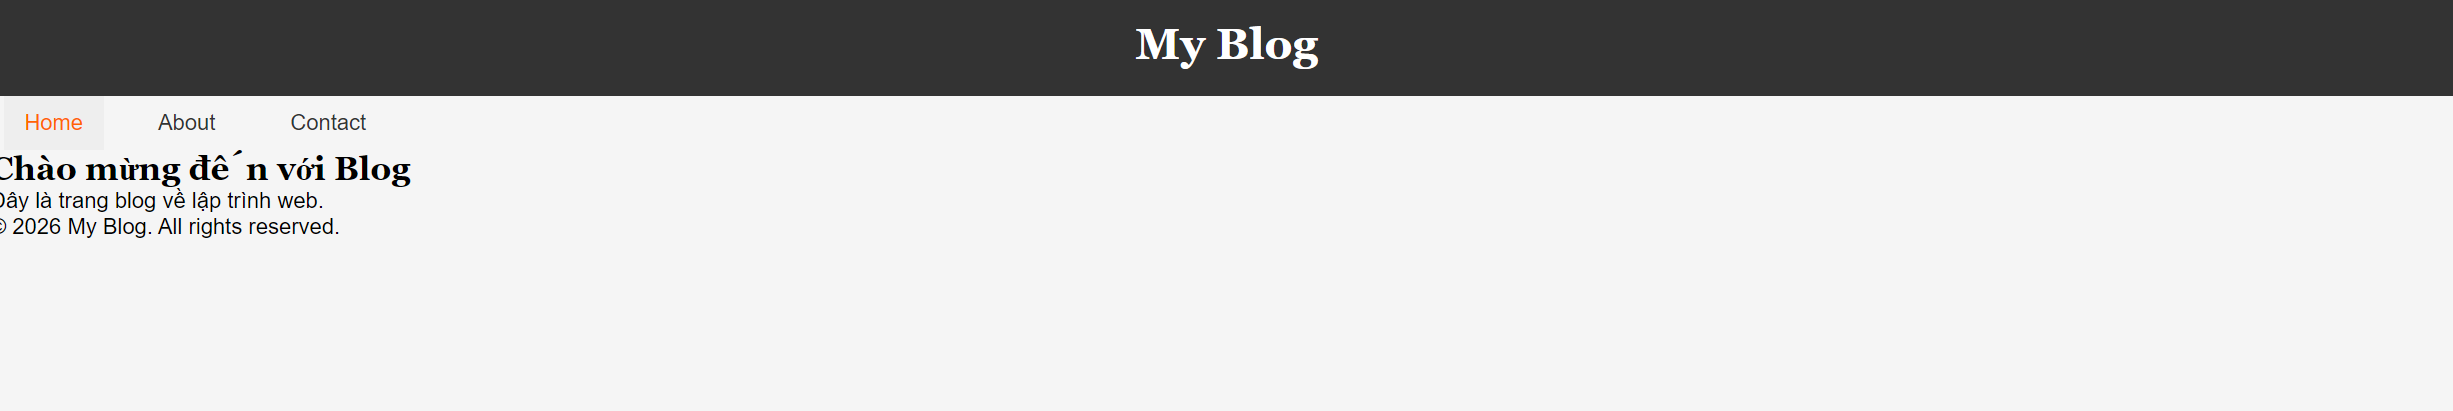 My Blog
Home About Contact
Chào mừng đến với Blog
Đây là trang blog về lập trình web.
© 2026 My Blog. All rights reserved.